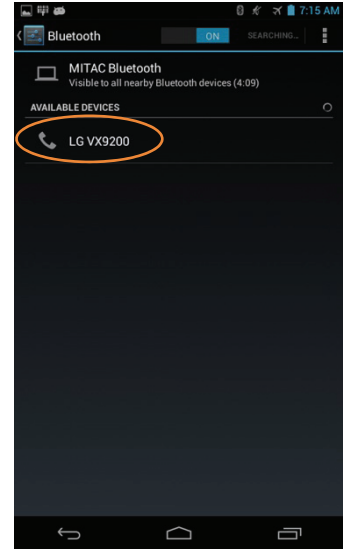 7:15 AM
Bluetooth
ON
SEARCHING...
MITAC Bluetooth
Visible to all nearby Bluetooth devices (4:09)
AVAILABLE DEVICES
LG VX9200